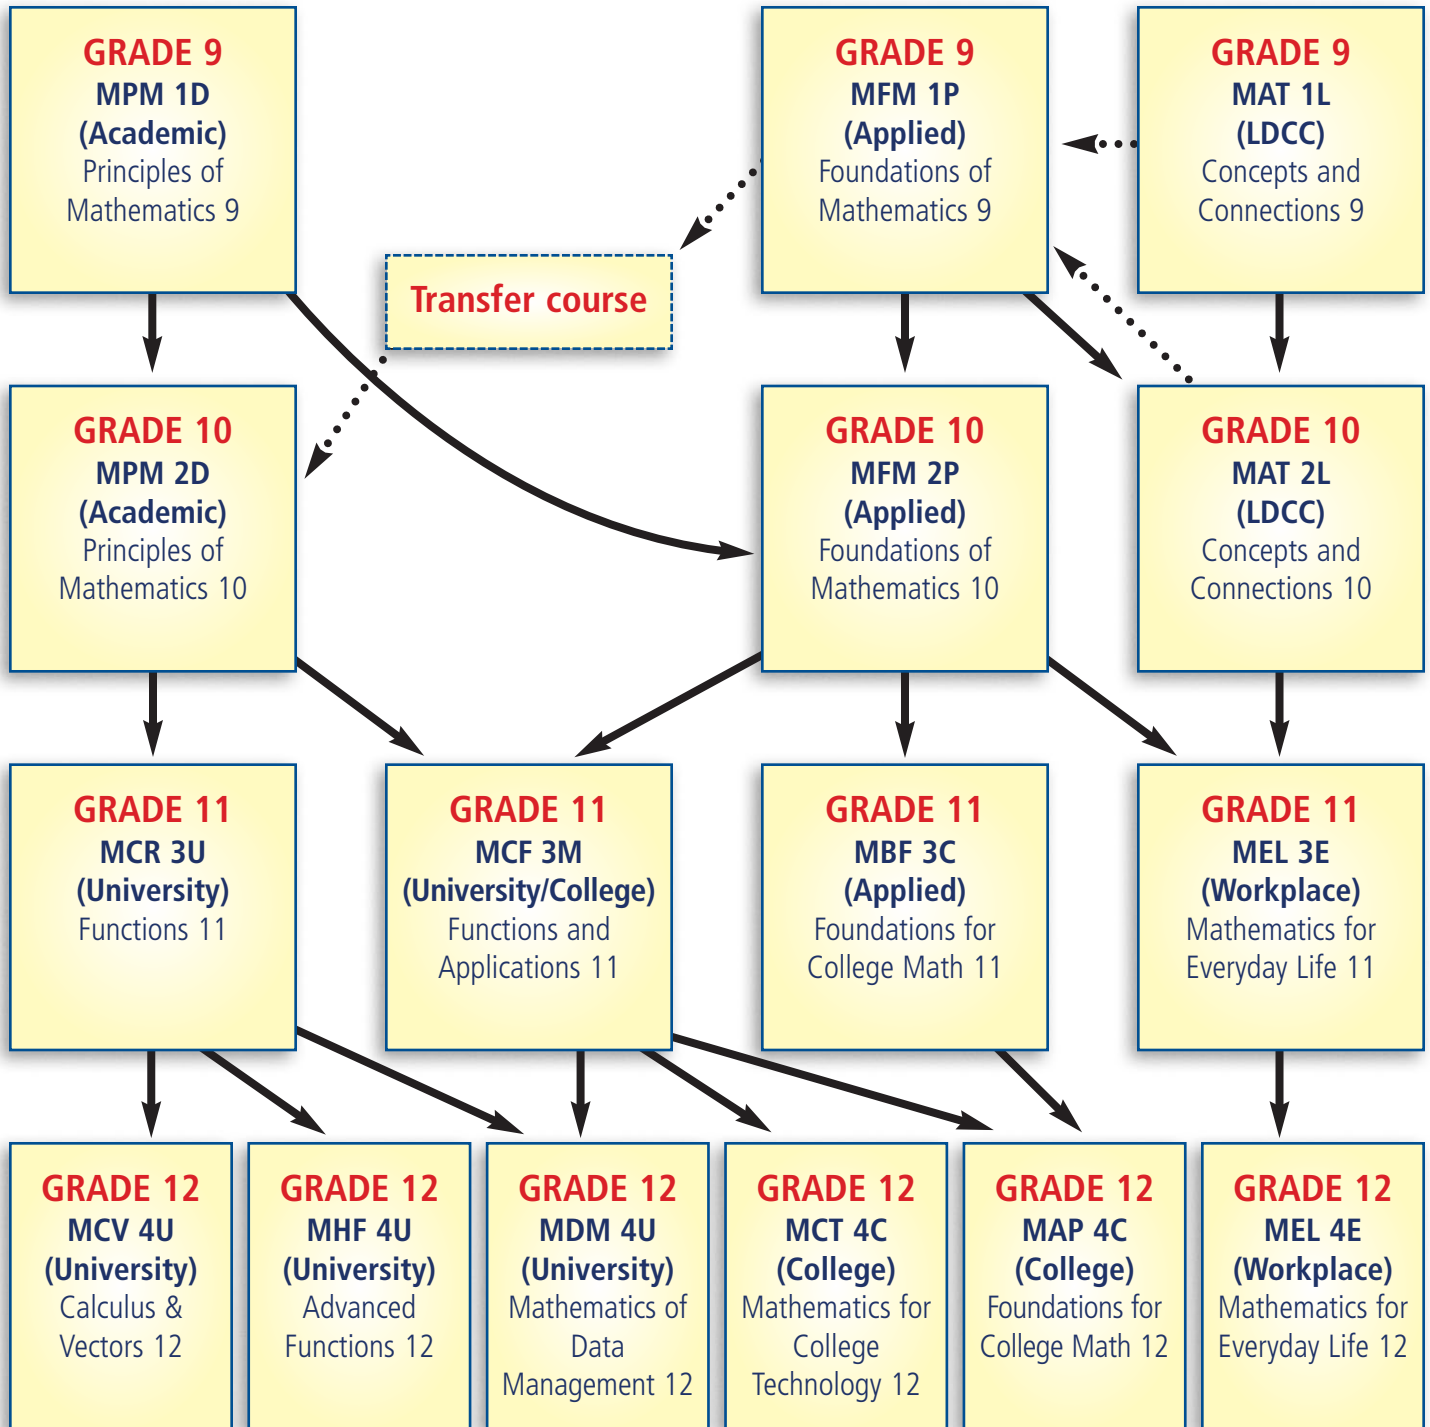 GRADE 9
MPM 1D
(Academic)
Principles of
Mathematics 9
GRADE 9
MFM 1P
(Applied)
Foundations of
Mathematics 9
GRADE 9
MAT 1L
(LDCC)
Concepts and
Connections 9
Transfer course
GRADE 10
MPM 2D
(Academic)
Principles of
Mathematics 10
GRADE 10
MFM 2P
(Applied)
Foundations of
Mathematics 10
GRADE 10
MAT 2L
(LDCC)
Concepts and
Connections 10
GRADE 11
MCR 3U
(University)
Functions 11
GRADE 11
MCF 3M
(University/College)
Functions and
Applications 11
GRADE 11
MBF 3C
(Applied)
Foundations for
College Math 11
GRADE 11
MEL 3E
(Workplace)
Mathematics for
Everyday Life 11
GRADE 12
MCV 4U
(University)
Calculus &
Vectors 12
GRADE 12
MHF 4U
(University)
Advanced
Functions 12
GRADE 12
MDM 4U
(University)
Mathematics of
Data
Management 12
GRADE 12
MCT 4C
(College)
Mathematics for
College
Technology 12
GRADE 12
MAP 4C
(College)
Foundations for
College Math 12
GRADE 12
MEL 4E
(Workplace)
Mathematics for
Everyday Life 12